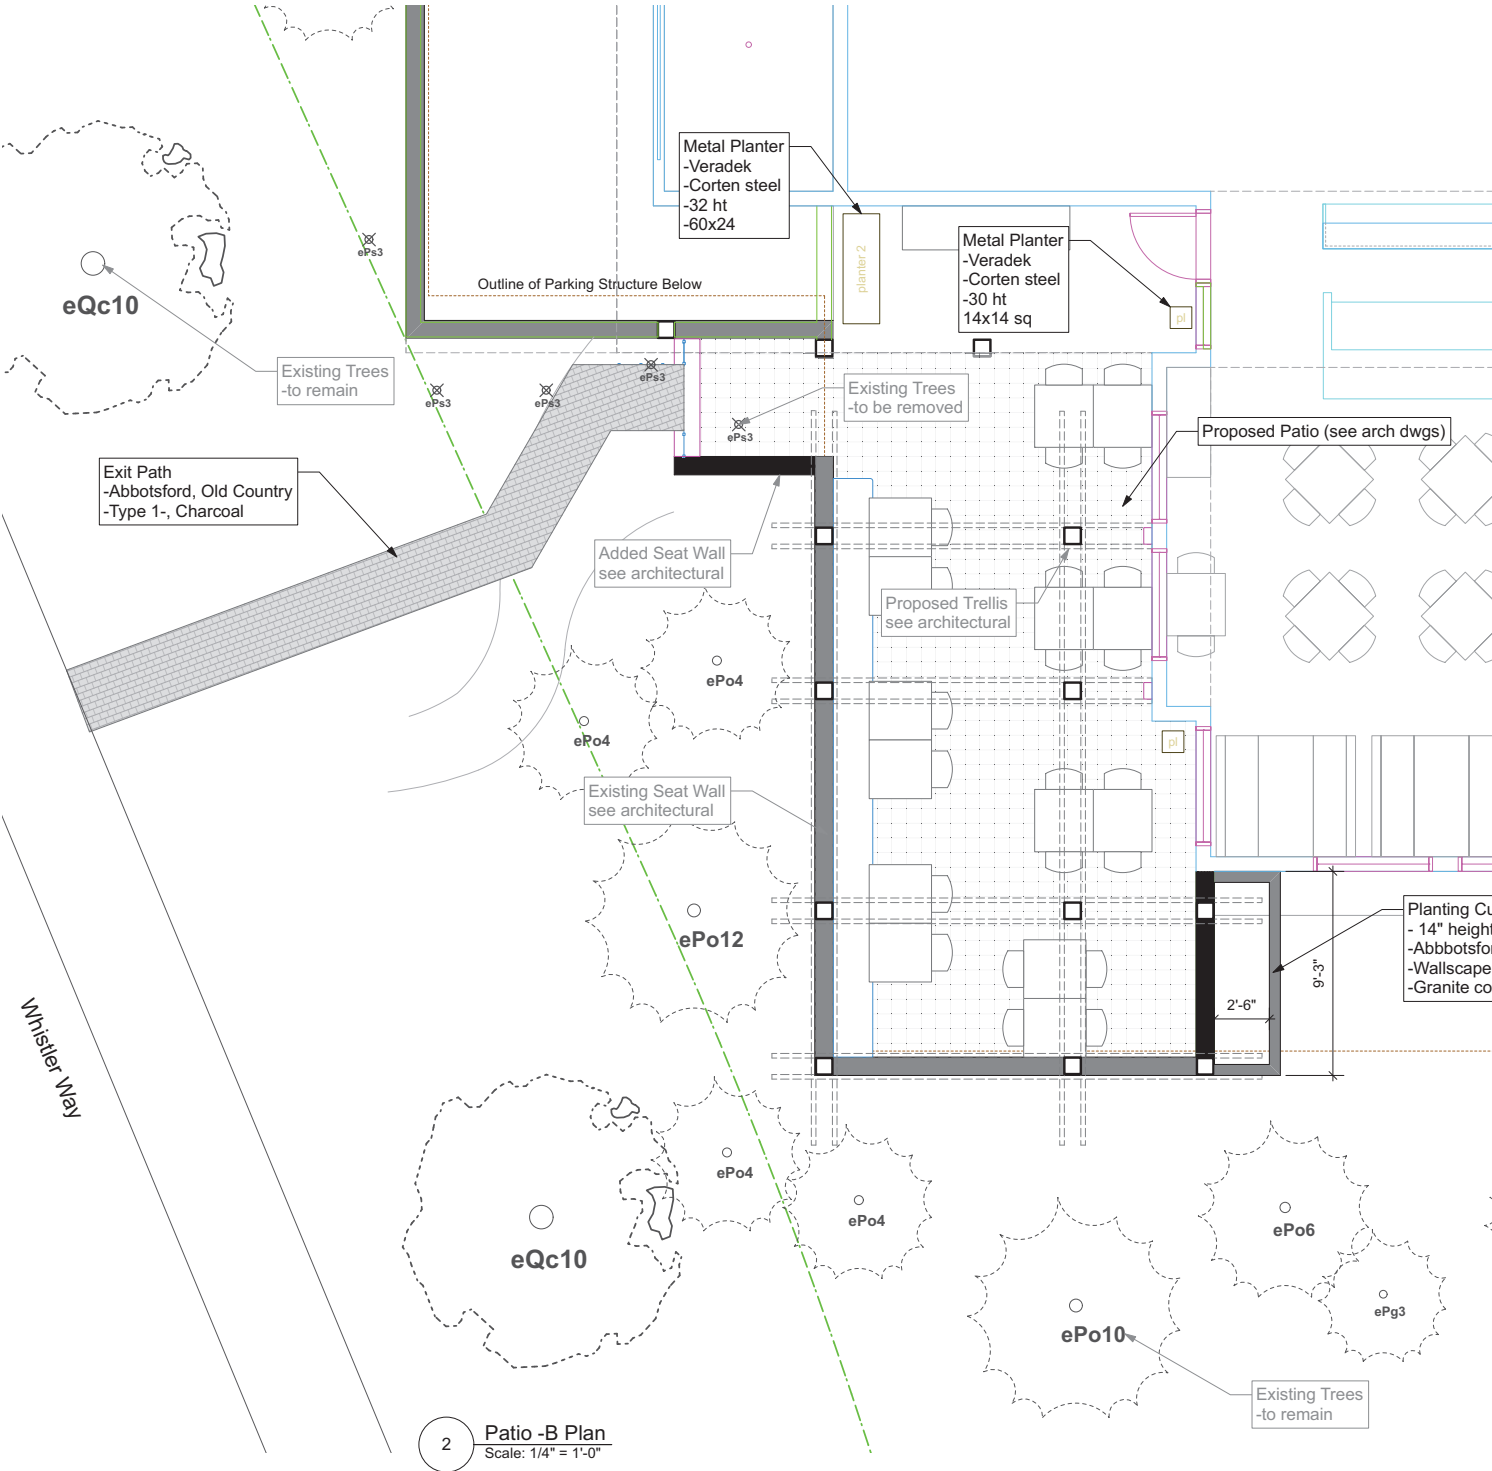 Metal Planter
-Veradek
-Corten steel
-32 ht
-60x24
planter 2
Metal Planter
-Veradek
-Corten steel
-30 ht
14x14 sq
pl
ePs3
eQc10
Outline of Parking Structure Below
Existing Trees
-to remain
ePs3
ePs3
ePs3
ePs3
Existing Trees
-to be removed
Proposed Patio (see arch dwgs)
Exit Path
-Abbotsford, Old Country
-Type 1-, Charcoal
Added Seat Wall
see architectural
Proposed Trellis
see architectural
ePo4
ePo4
pl
Existing Seat Wall
see architectural
ePo12
Planting Cu
- 14" height
-Abbbotsfor
-Wallscape
-Granite co
9'-3"
2'-6"
Whistler Way
ePo4
ePo4
eQc10
ePo6
ePg3
ePo10
Existing Trees
-to remain
2
Patio -B Plan
Scale: 1/4" = 1'-0"